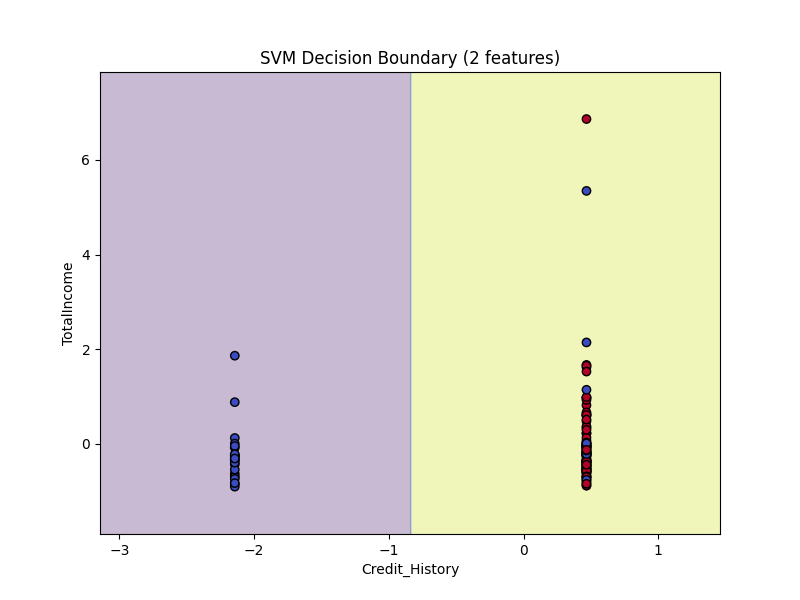 SVM Decision Boundary (2 features)
6
4
2
0
TotalIncome
−3 −2 −1 0 1
Credit_History